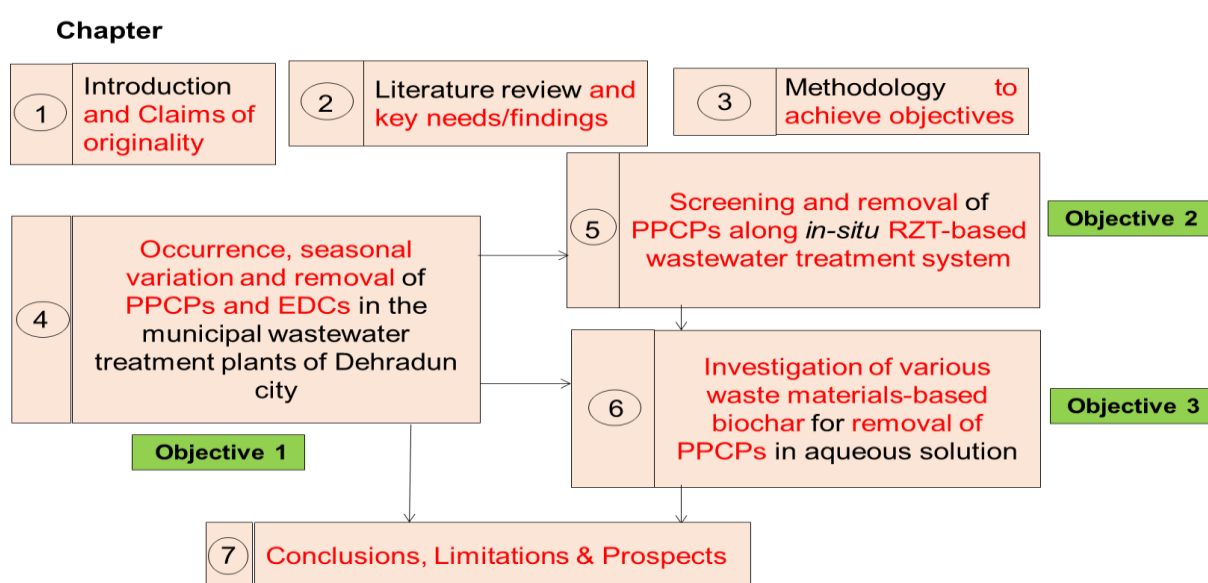 Chapter
1
Introduction
and Claims of
originality
2
Literature review and
key needs/findings
3
Methodology to
achieve objectives
4
Occurrence, seasonal
variation and removal of
PPCPs and EDCs in the
municipal wastewater
treatment plants of Dehradun
city
Objective 1
5
Screening and removal of
PPCPs along in-situ RZT-based
wastewater treatment system
Objective 2
6
Investigation of various
waste materials-based
biochar for removal of
PPCPs in aqueous solution
Objective 3
7
Conclusions, Limitations & Prospects